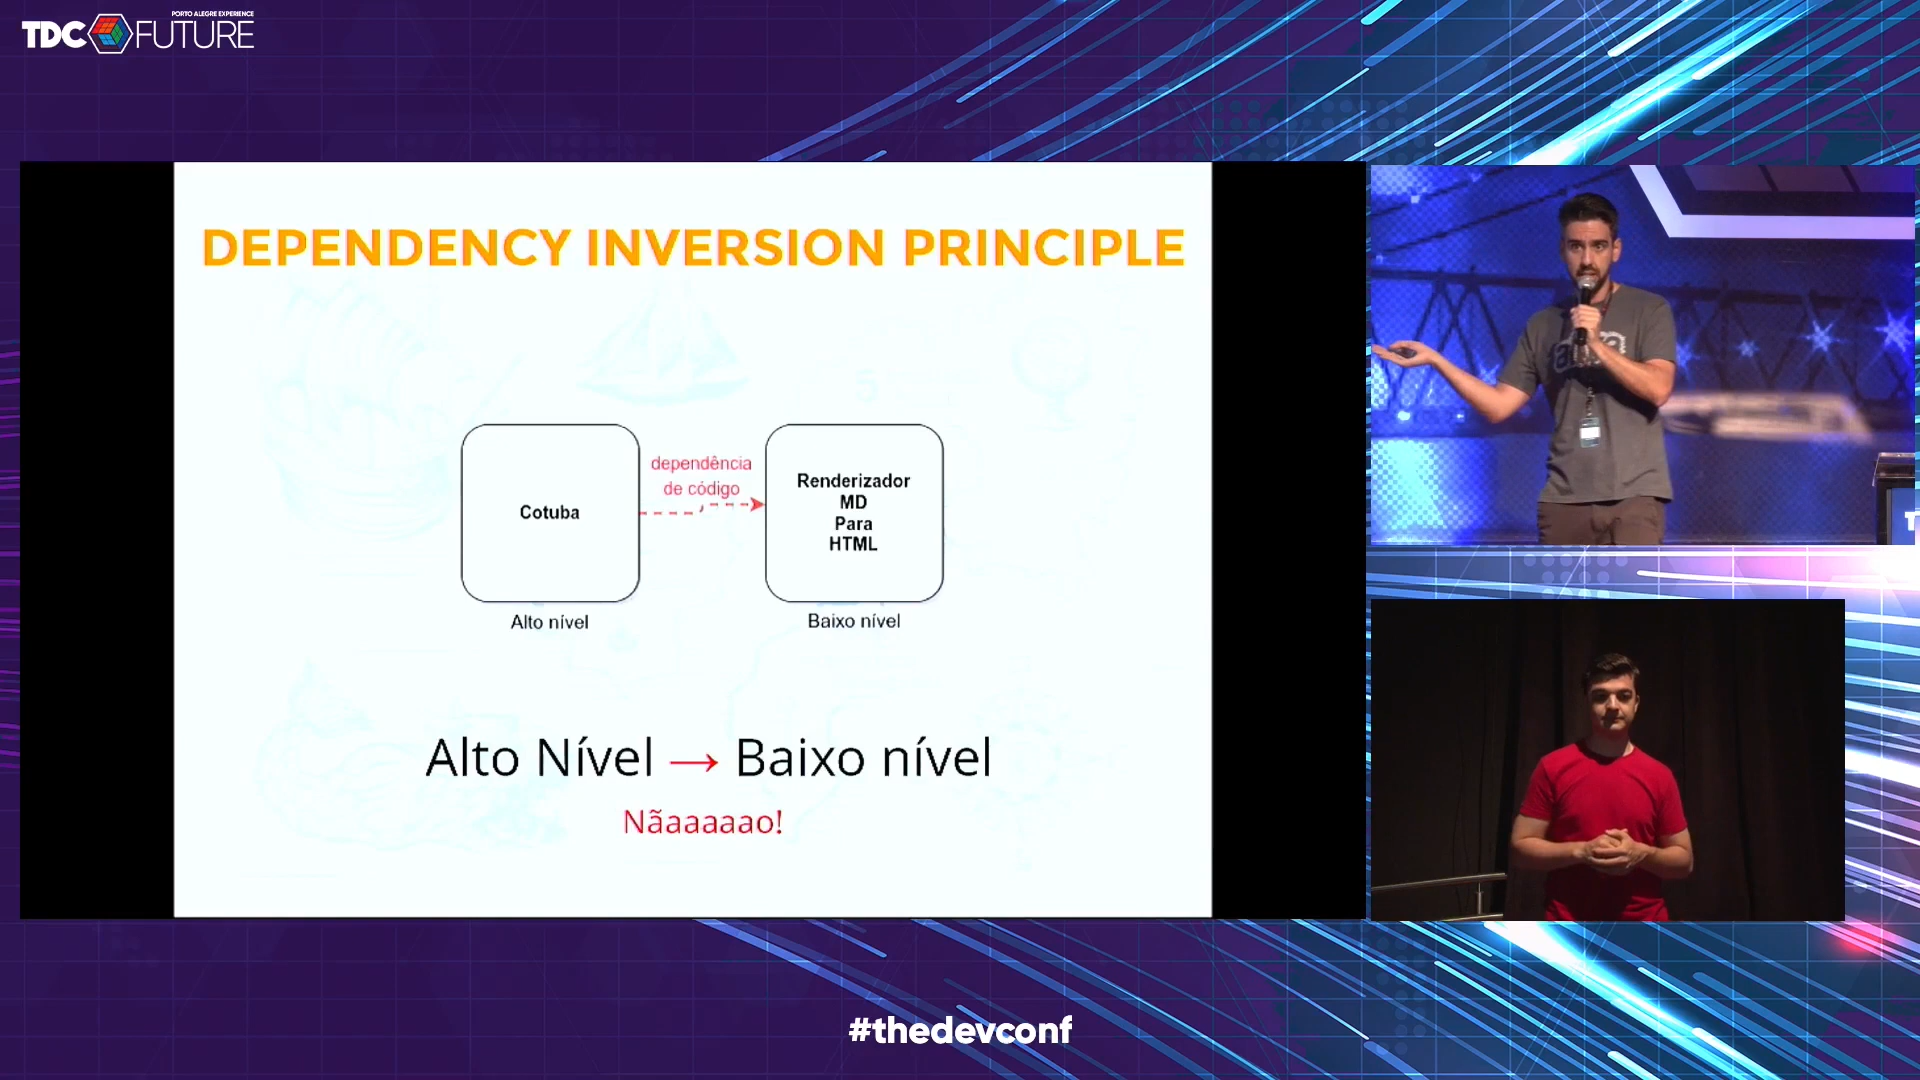 PORTO ALEGRE EXPERIENCE
TDC FUTURE
DEPENDENCY INVERSION PRINCIPLE
Cotuba
dependência
de código
Renderizador
MD
Para
HTML
Alto nível
Baixo nível
Alto Nível → Baixo nível
Nãaaaaao!
#thedevconf